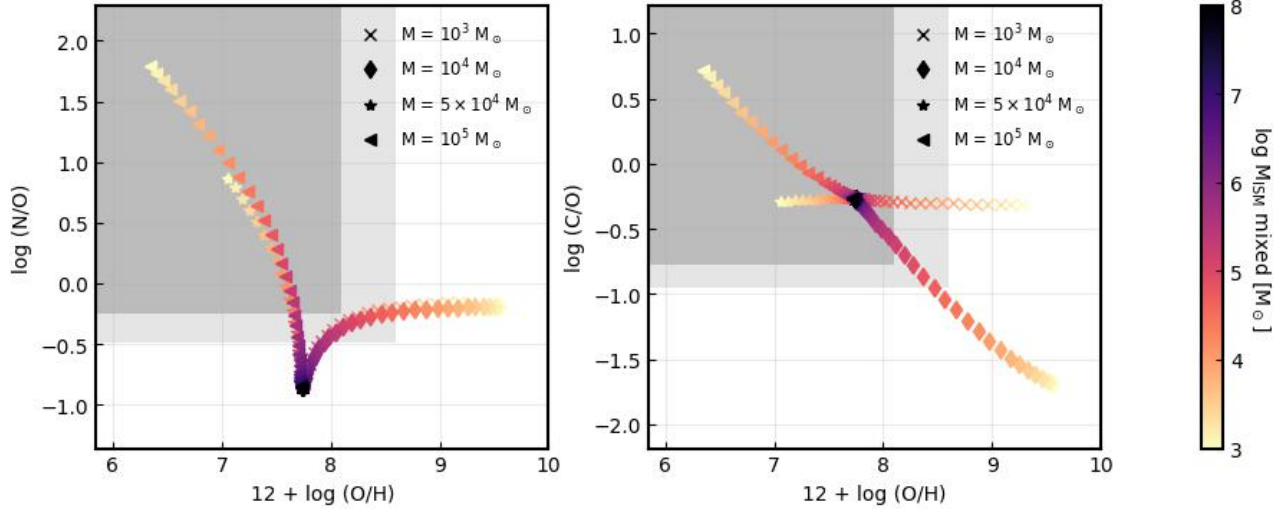 2.0
1.5
1.0
0.5
0.0
−0.5
−1.0
log (N/O)
6
7
8
9
10
12 + log (O/H)
M = 10³ M⊙
M = 10⁴ M⊙
M = 5 × 10⁴ M⊙
M = 10⁵ M⊙
1.0
0.5
0.0
−0.5
−1.0
−1.5
−2.0
log (C/O)
6
7
8
9
10
12 + log (O/H)
M = 10³ M⊙
M = 10⁴ M⊙
M = 5 × 10⁴ M⊙
M = 10⁵ M⊙
8
7
6
5
4
3
log M_ISM mixed [M⊙]